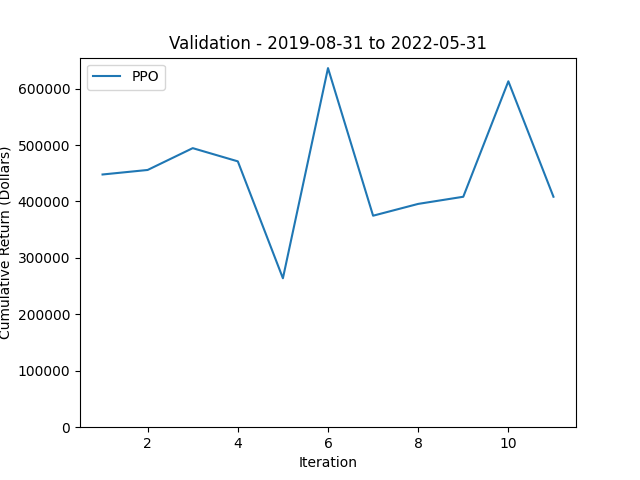 Validation - 2019-08-31 to 2022-05-31
PPO
600000
500000
400000
300000
200000
100000
0
Cumulative Return (Dollars)
2 4 6 8 10
Iteration